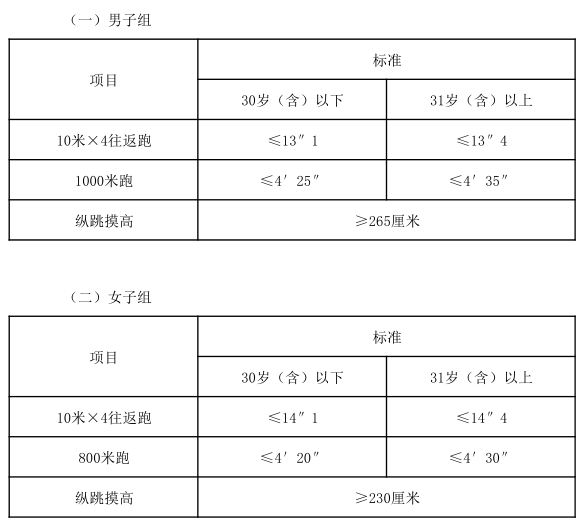 （一）男子组
项目
标准
30岁（含）以下
31岁（含）以上
10米×4往返跑
≤13″1
≤13″4
1000米跑
≤4′25″
≤4′35″
纵跳摸高
≥265厘米
（二）女子组
项目
标准
30岁（含）以下
31岁（含）以上
10米×4往返跑
≤14″1
≤14″4
800米跑
≤4′20″
≤4′30″
纵跳摸高
≥230厘米